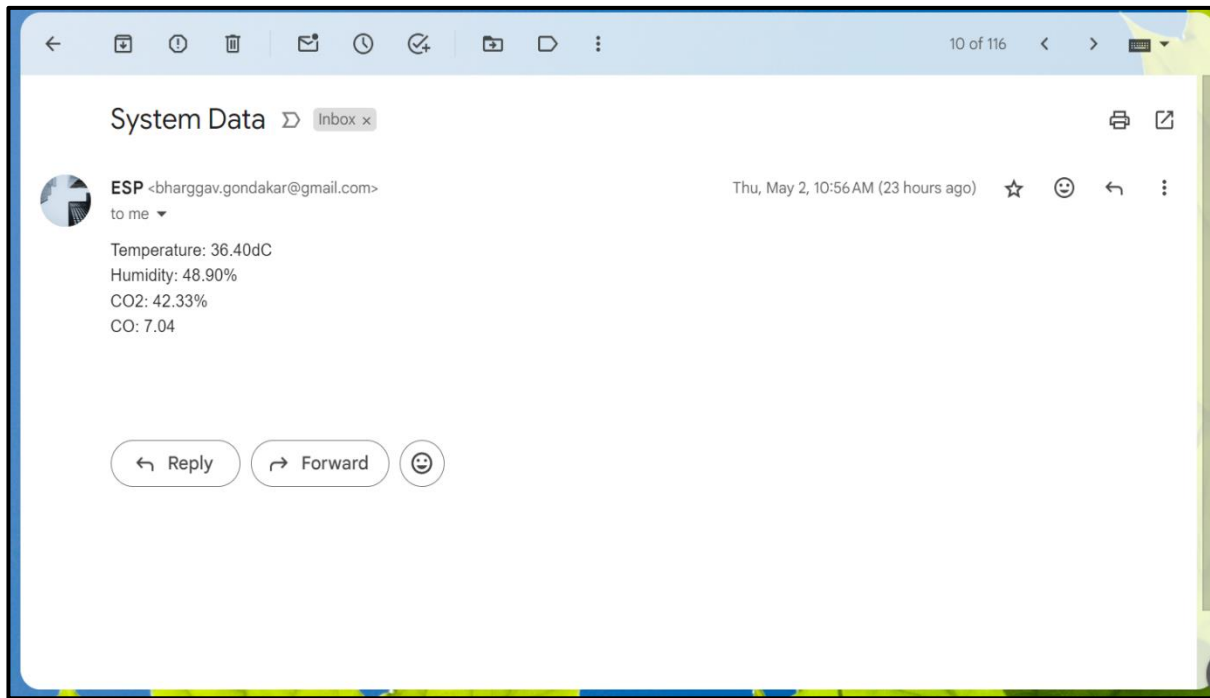 10 of 116
System Data Inbox x
ESP <bharggav.gondakar@gmail.com> Thu, May 2, 10:56 AM (23 hours ago)
to me
Temperature: 36.40dC
Humidity: 48.90%
CO2: 42.33%
CO: 7.04
Reply Forward